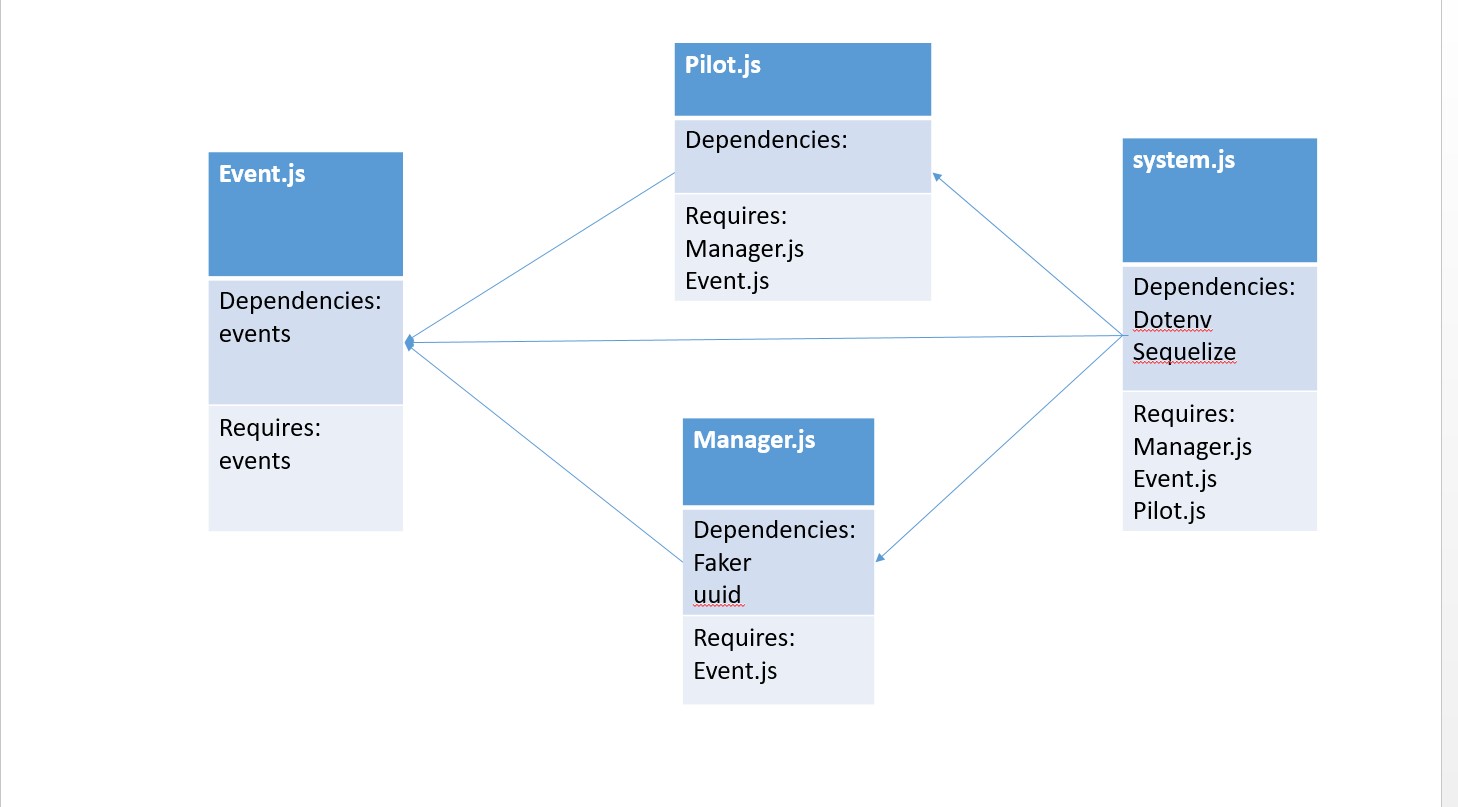 Pilot.js
Dependencies:
Requires:
Manager.js
Event.js
Event.js
Dependencies:
events
Requires:
events
system.js
Dependencies:
Dotenv
Sequelize
Requires:
Manager.js
Event.js
Pilot.js
Manager.js
Dependencies:
Faker
uuid
Requires:
Event.js